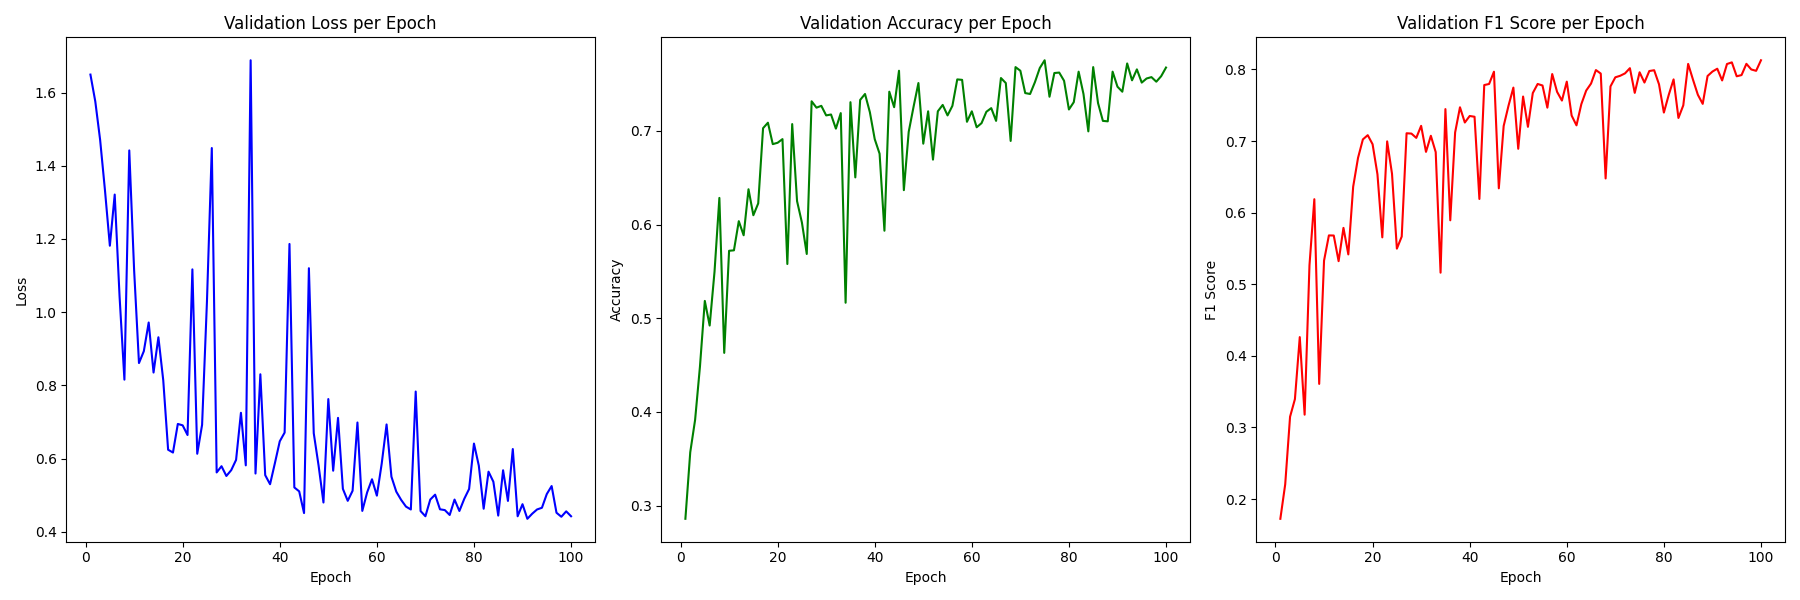 Validation Loss per Epoch
Loss
1.6
1.4
1.2
1.0
0.8
0.6
0.4
0 20 40 60 80 100
Epoch
Validation Accuracy per Epoch
Accuracy
0.7
0.6
0.5
0.4
0.3
0 20 40 60 80 100
Epoch
Validation F1 Score per Epoch
F1 Score
0.8
0.7
0.6
0.5
0.4
0.3
0.2
0 20 40 60 80 100
Epoch